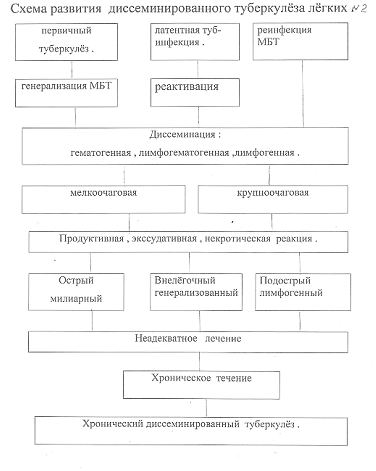 Схема развития диссеминированного туберкулёза лёгких №2
первичный
туберкулёз .
латентная туб-
инфекция .
реинфекция
МБТ
генерализация МБТ
реактивация
Диссеминация :
гематогенная , лимфогематогенная ,лимфогенная .
мелкоочаговая
крупноочаговая
Продуктивная , экссудативная , некротическая реакция .
Острый
милиарный
Внелёгочный
генерализованный
Подострый
лимфогенный
Неадекватное лечение
Хроническое течение
Хронический диссеминированный туберкулёз .